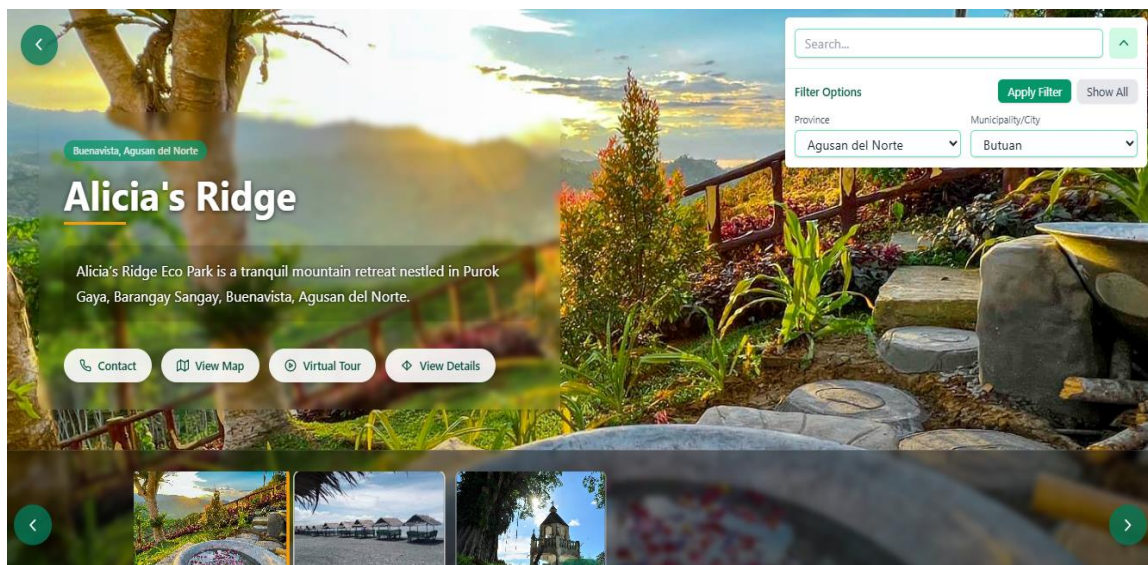 Search...
Filter Options
Apply Filter
Show All
Province
Municipality/City
Agusan del Norte
Butuan
Buenavista, Agusan del Norte
Alicia's Ridge
Alicia's Ridge Eco Park is a tranquil mountain retreat nestled in Purok
Gaya, Barangay Sangay, Buenavista, Agusan del Norte.
Contact
View Map
Virtual Tour
View Details